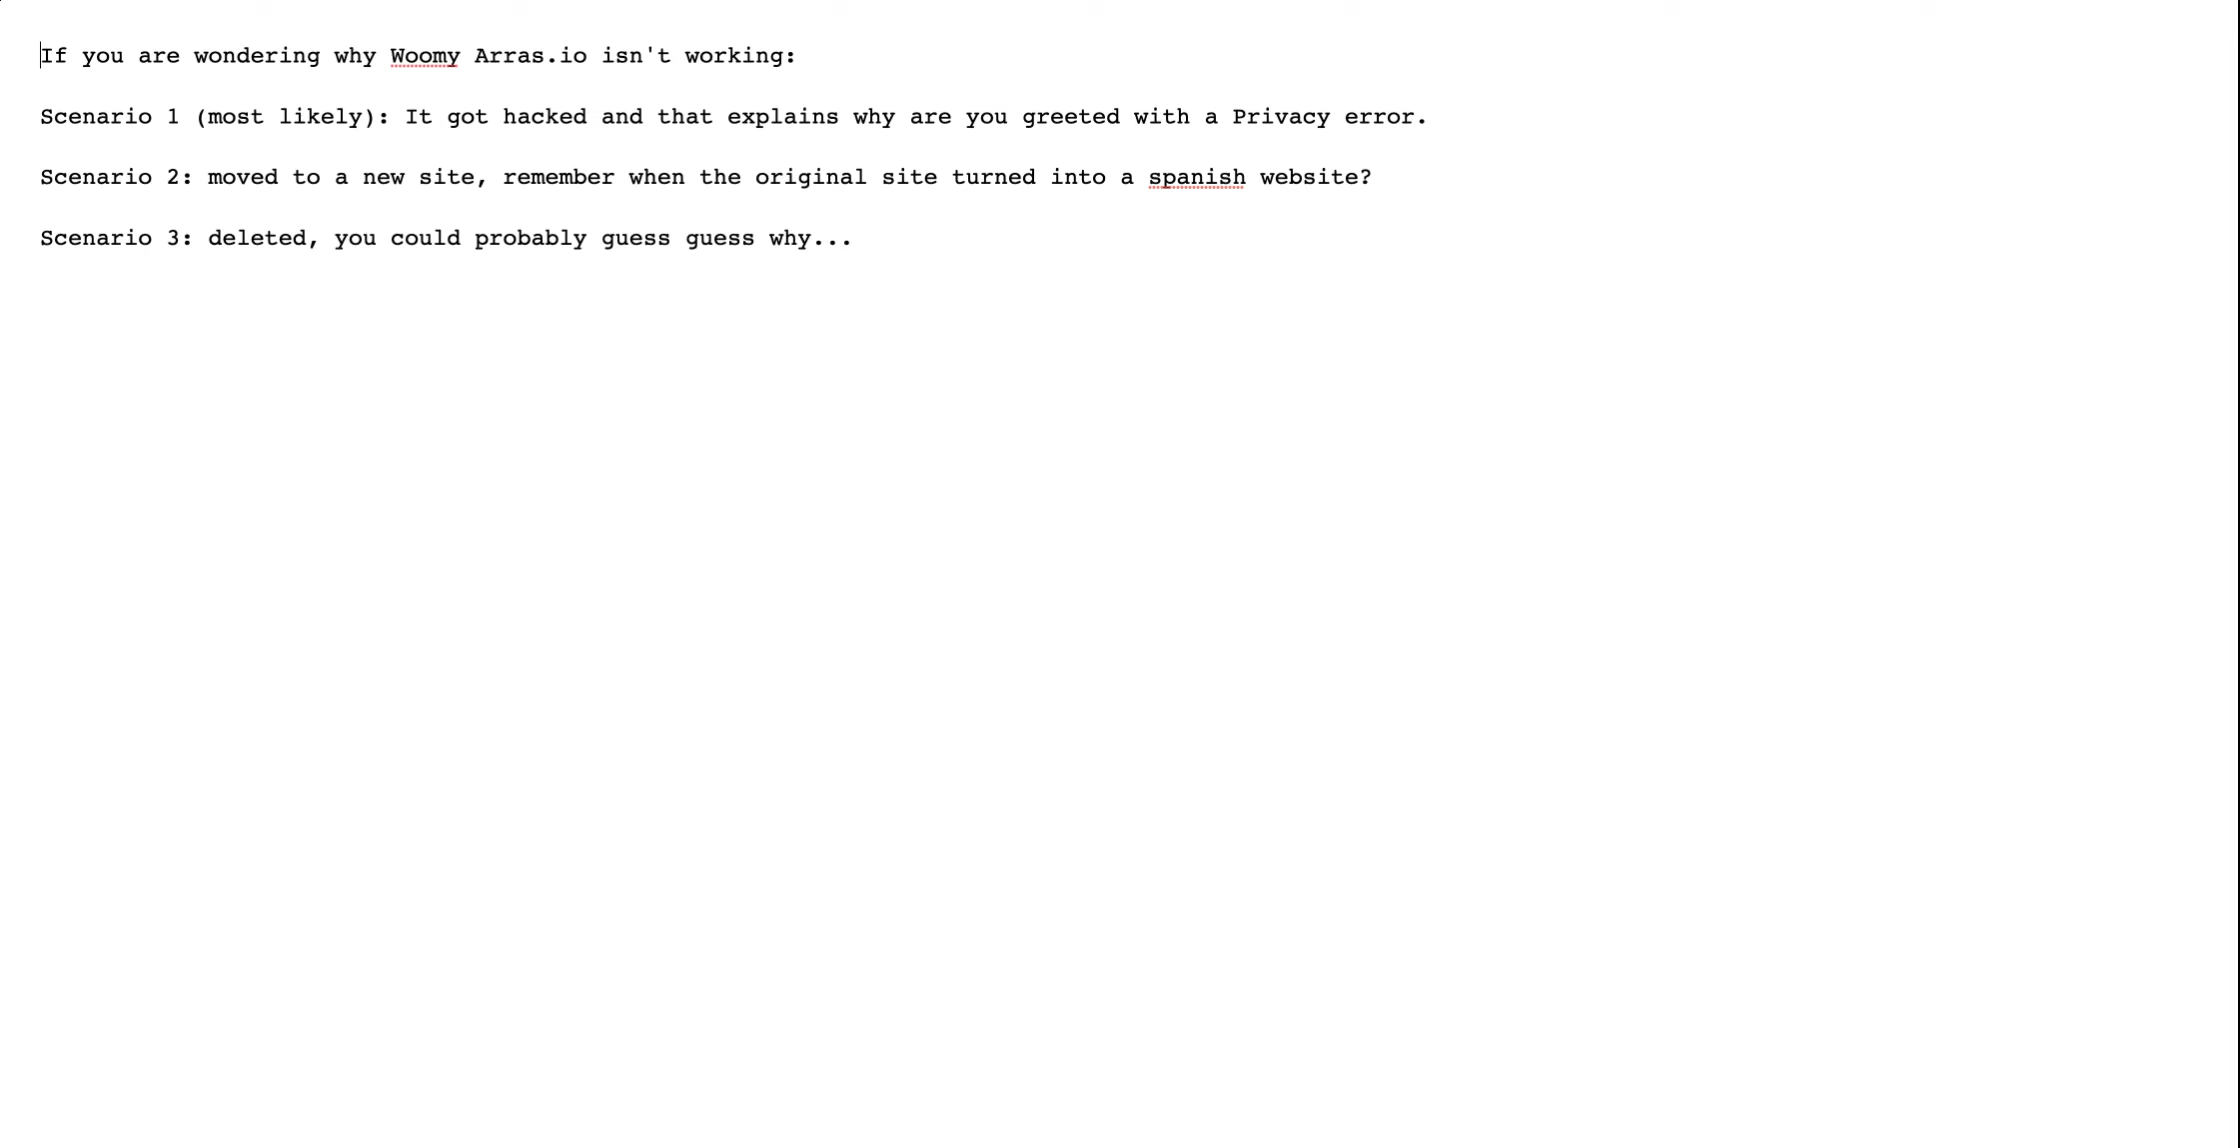 If you are wondering why Woomy Arras.io isn't working:
Scenario 1 (most likely): It got hacked and that explains why are you greeted with a Privacy error.
Scenario 2: moved to a new site, remember when the original site turned into a spanish website?
Scenario 3: deleted, you could probably guess guess why...